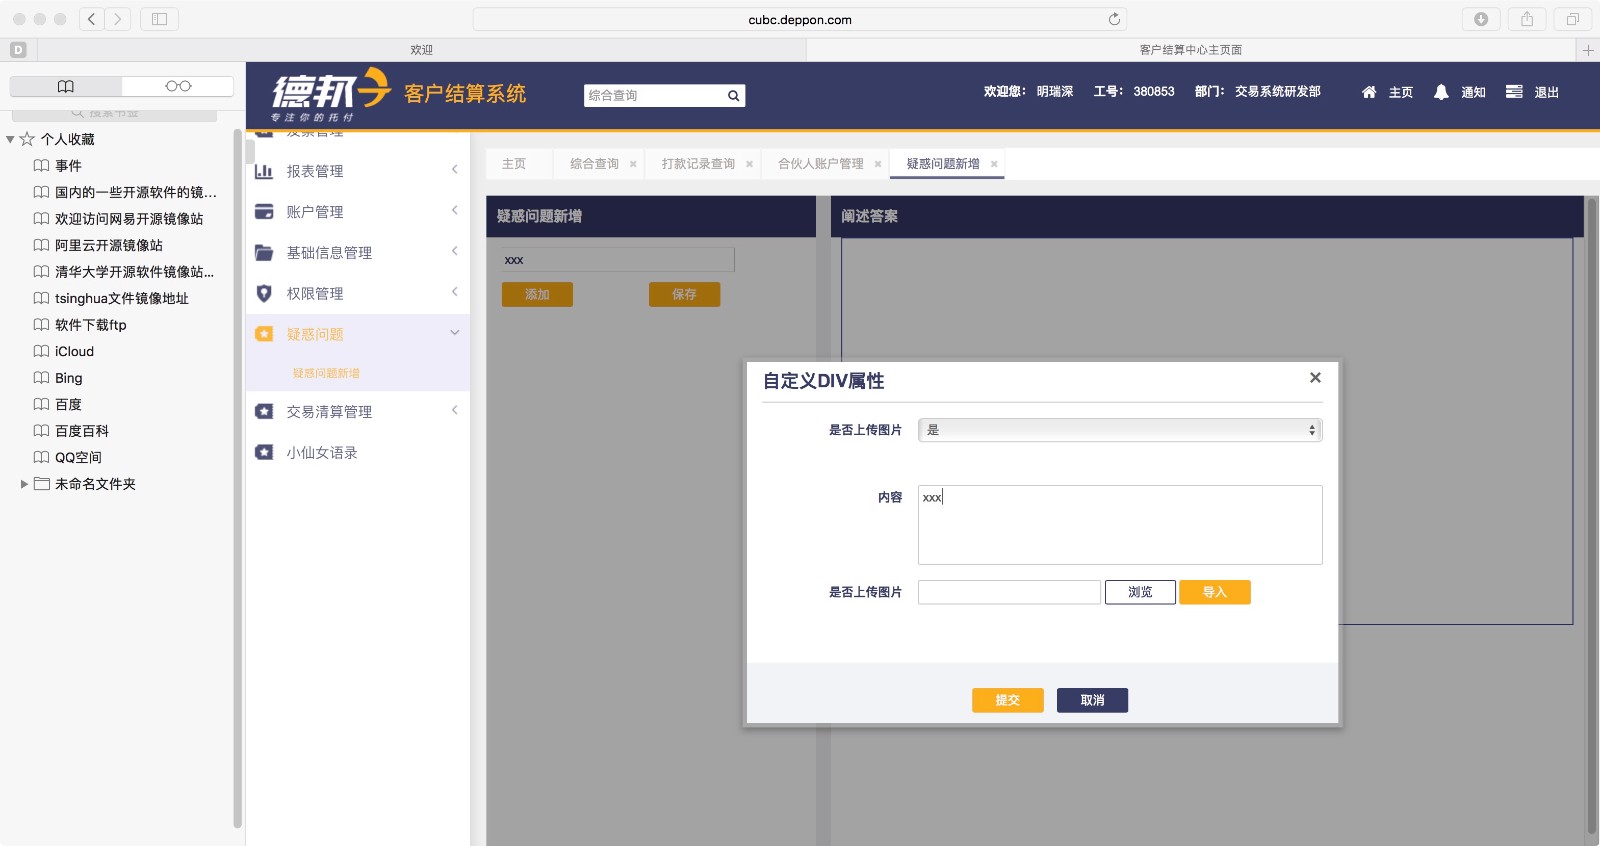 cubc.deppon.com
D
欢迎
客户结算中心主页面
搜索书签
个人收藏
事件
国内的一些开源软件的镜...
欢迎访问网易开源镜像站
阿里云开源镜像站
清华大学开源软件镜像站...
tsinghua文件镜像地址
软件下载ftp
iCloud
Bing
百度
百度百科
QQ空间
未命名文件夹
德邦
专注你的托付
客户结算系统
综合查询
欢迎您： 明瑞深 工号： 380853 部门： 交易系统研发部
主页 通知 退出
发票管理
报表管理
账户管理
基础信息管理
权限管理
疑惑问题
疑惑问题新增
交易清算管理
小仙女语录
主页 综合查询 打款记录查询 合伙人账户管理 疑惑问题新增
疑惑问题新增
xxx
添加 保存
阐述答案
自定义DIV属性
是否上传图片 是
内容 xxx
是否上传图片 浏览 导入
提交 取消